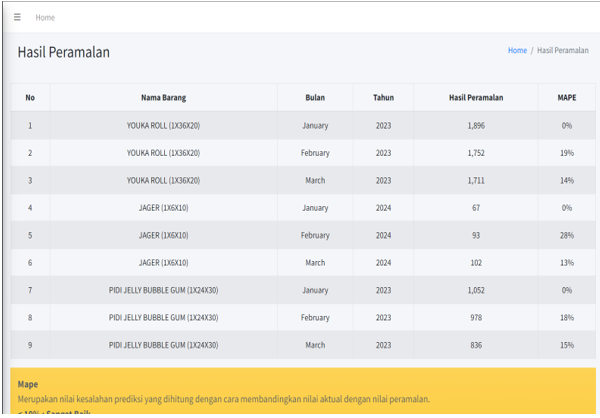 ☰ Home
Hasil Peramalan Home / Hasil Peramalan
No Nama Barang Bulan Tahun Hasil Peramalan MAPE
1 YOUKA ROLL (1X36X20) January 2023 1,896 0%
2 YOUKA ROLL (1X36X20) February 2023 1,752 19%
3 YOUKA ROLL (1X36X20) March 2023 1,711 14%
4 JAGER (1X6X10) January 2024 67 0%
5 JAGER (1X6X10) February 2024 93 28%
6 JAGER (1X6X10) March 2024 102 13%
7 PIDI JELLY BUBBLE GUM (1X24X30) January 2023 1,052 0%
8 PIDI JELLY BUBBLE GUM (1X24X30) February 2023 978 18%
9 PIDI JELLY BUBBLE GUM (1X24X30) March 2023 836 15%
Mape
Merupakan nilai kesalahan prediksi yang dihitung dengan cara membandingkan nilai aktual dengan nilai peramalan.
< 10% : Sangat Baik